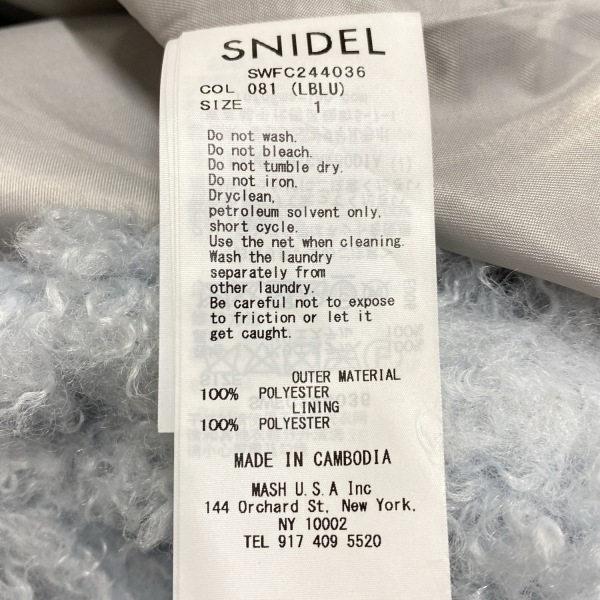 SNIDEL
SWFC244036
COL 081 (LBLU)
SIZE 1
Do not wash.
Do not bleach.
Do not tumble dry.
Do not iron.
Dryclean,
petroleum solvent only,
short cycle.
Use the net when cleaning.
Wash the laundry
separately from
other laundry.
Be careful not to expose
to friction or let it
get caught.
OUTER MATERIAL
100% POLYESTER
LINING
100% POLYESTER
MADE IN CAMBODIA
MASH U.S.A Inc
144 Orchard St, New York,
NY 10002
TEL 917 409 5520